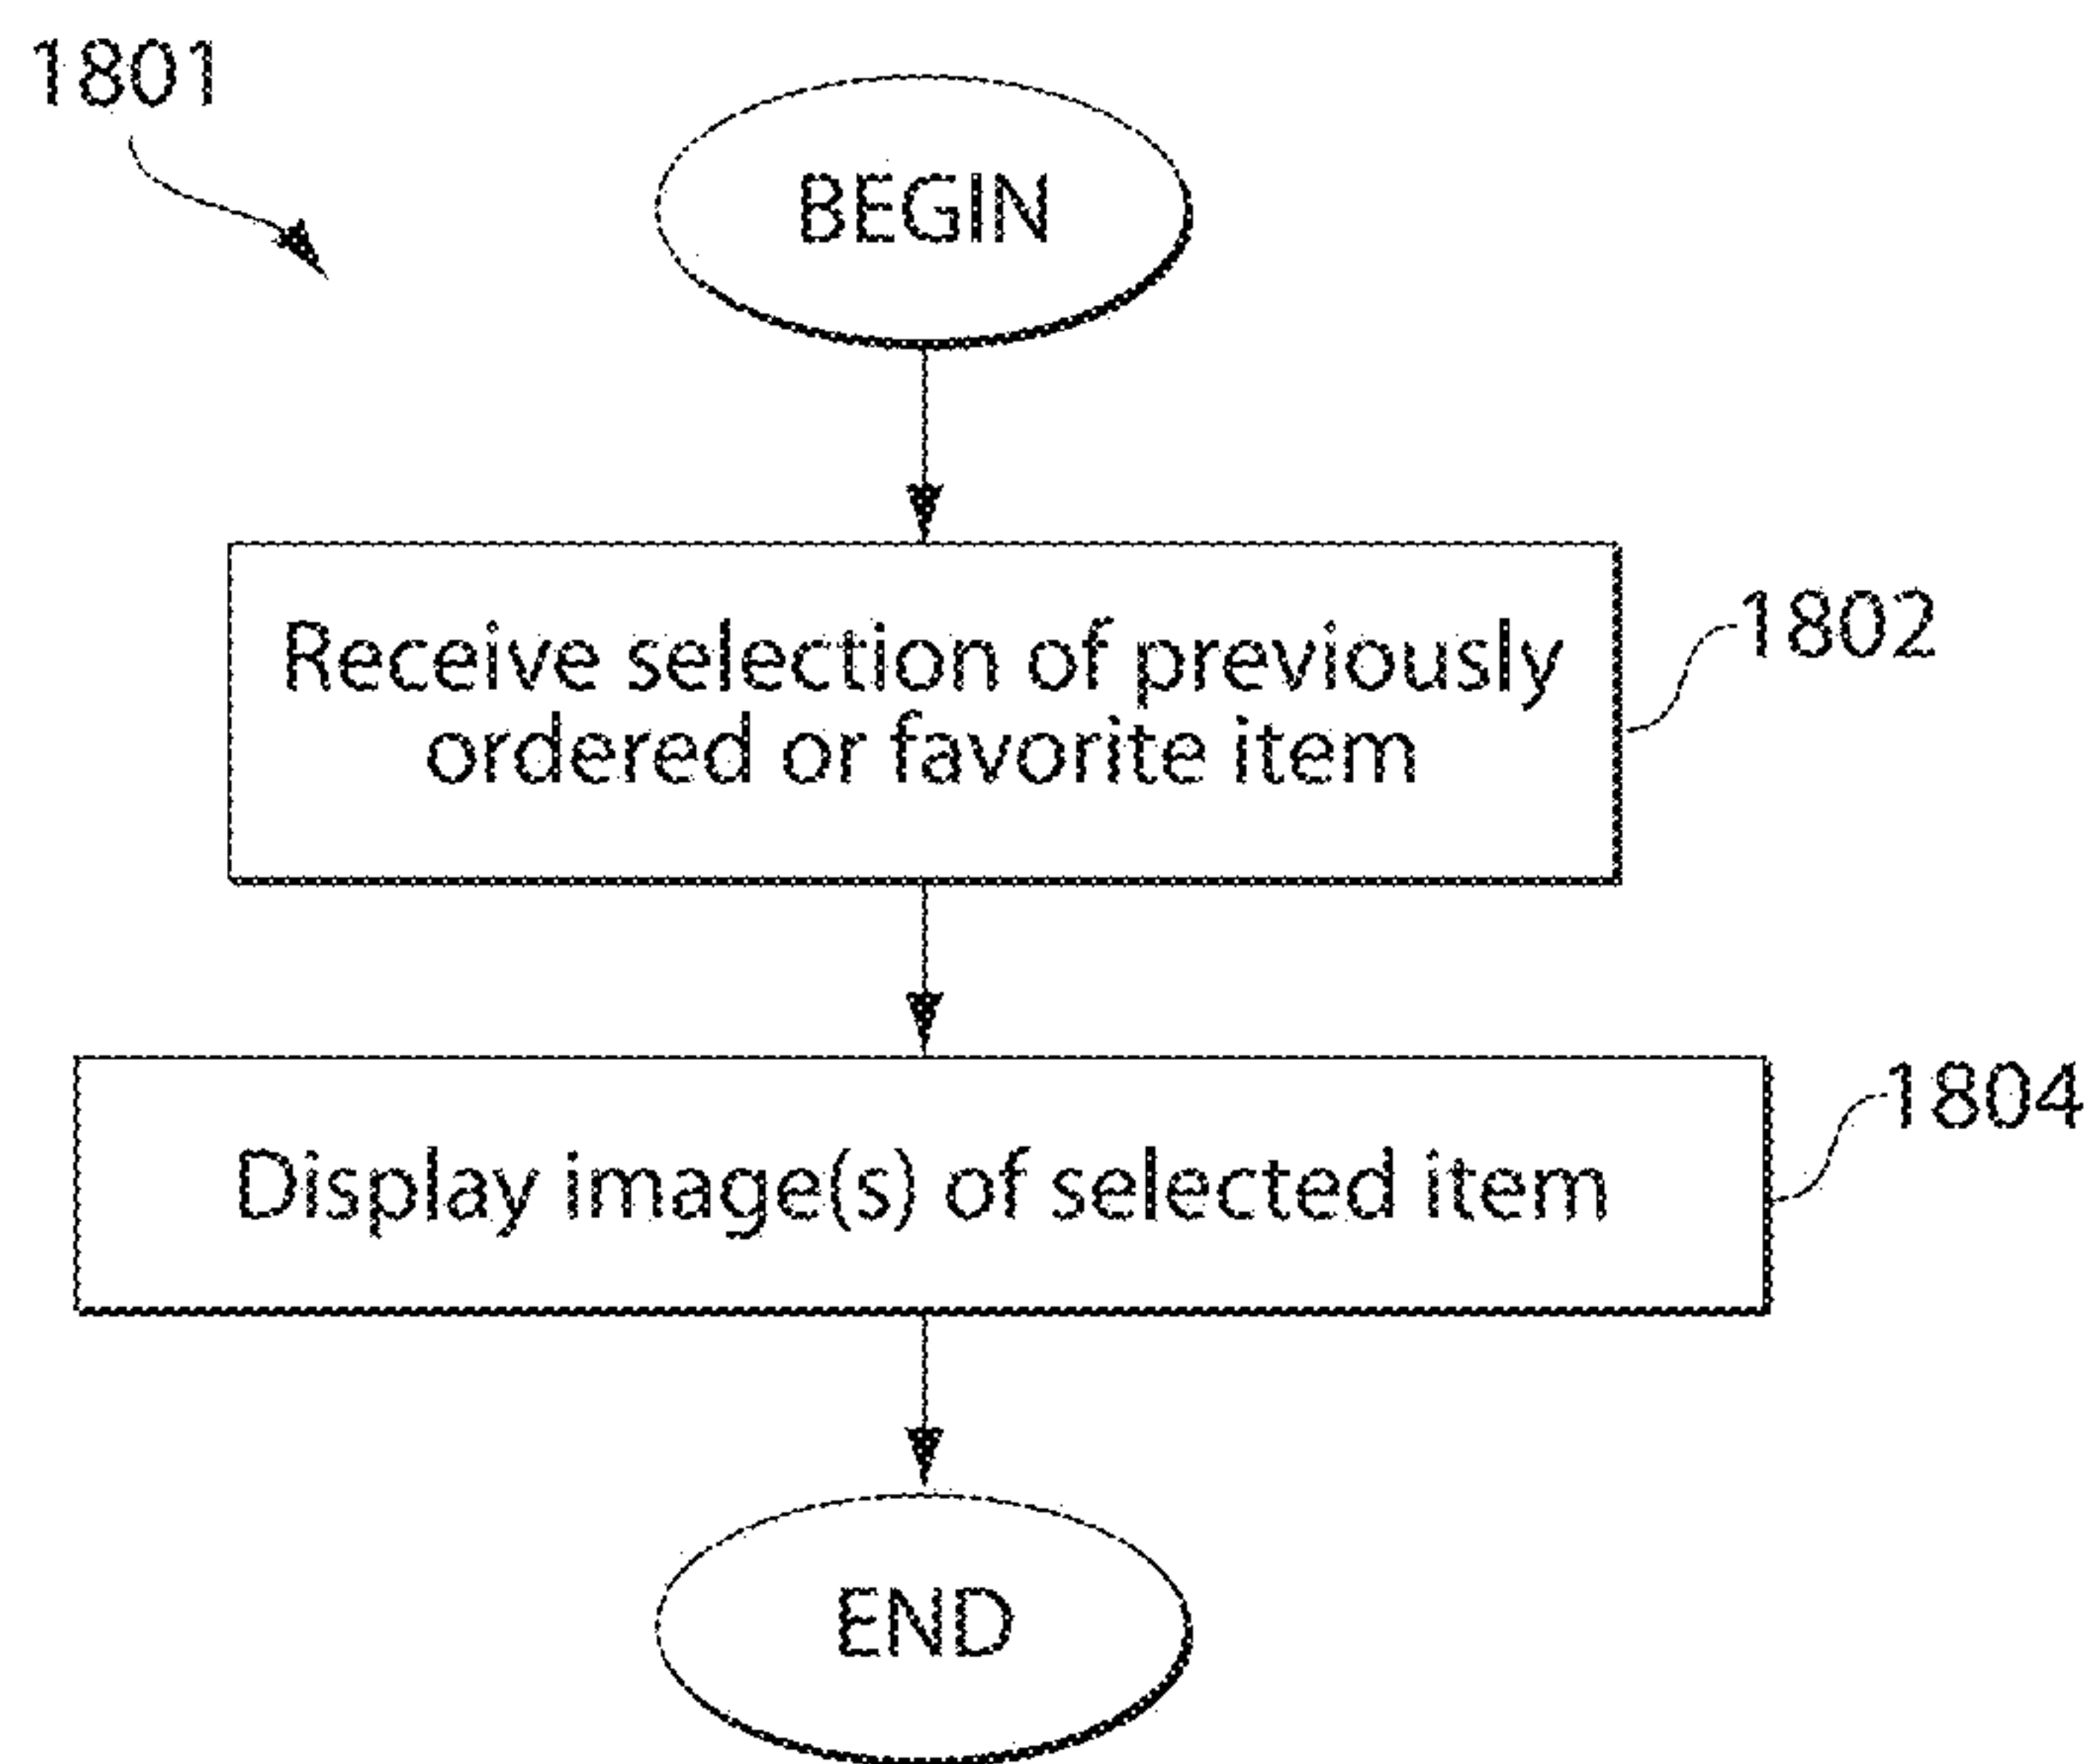 1801
BEGIN
Receive selection of previously
ordered or favorite item
1802
Display image(s) of selected item
1804
END